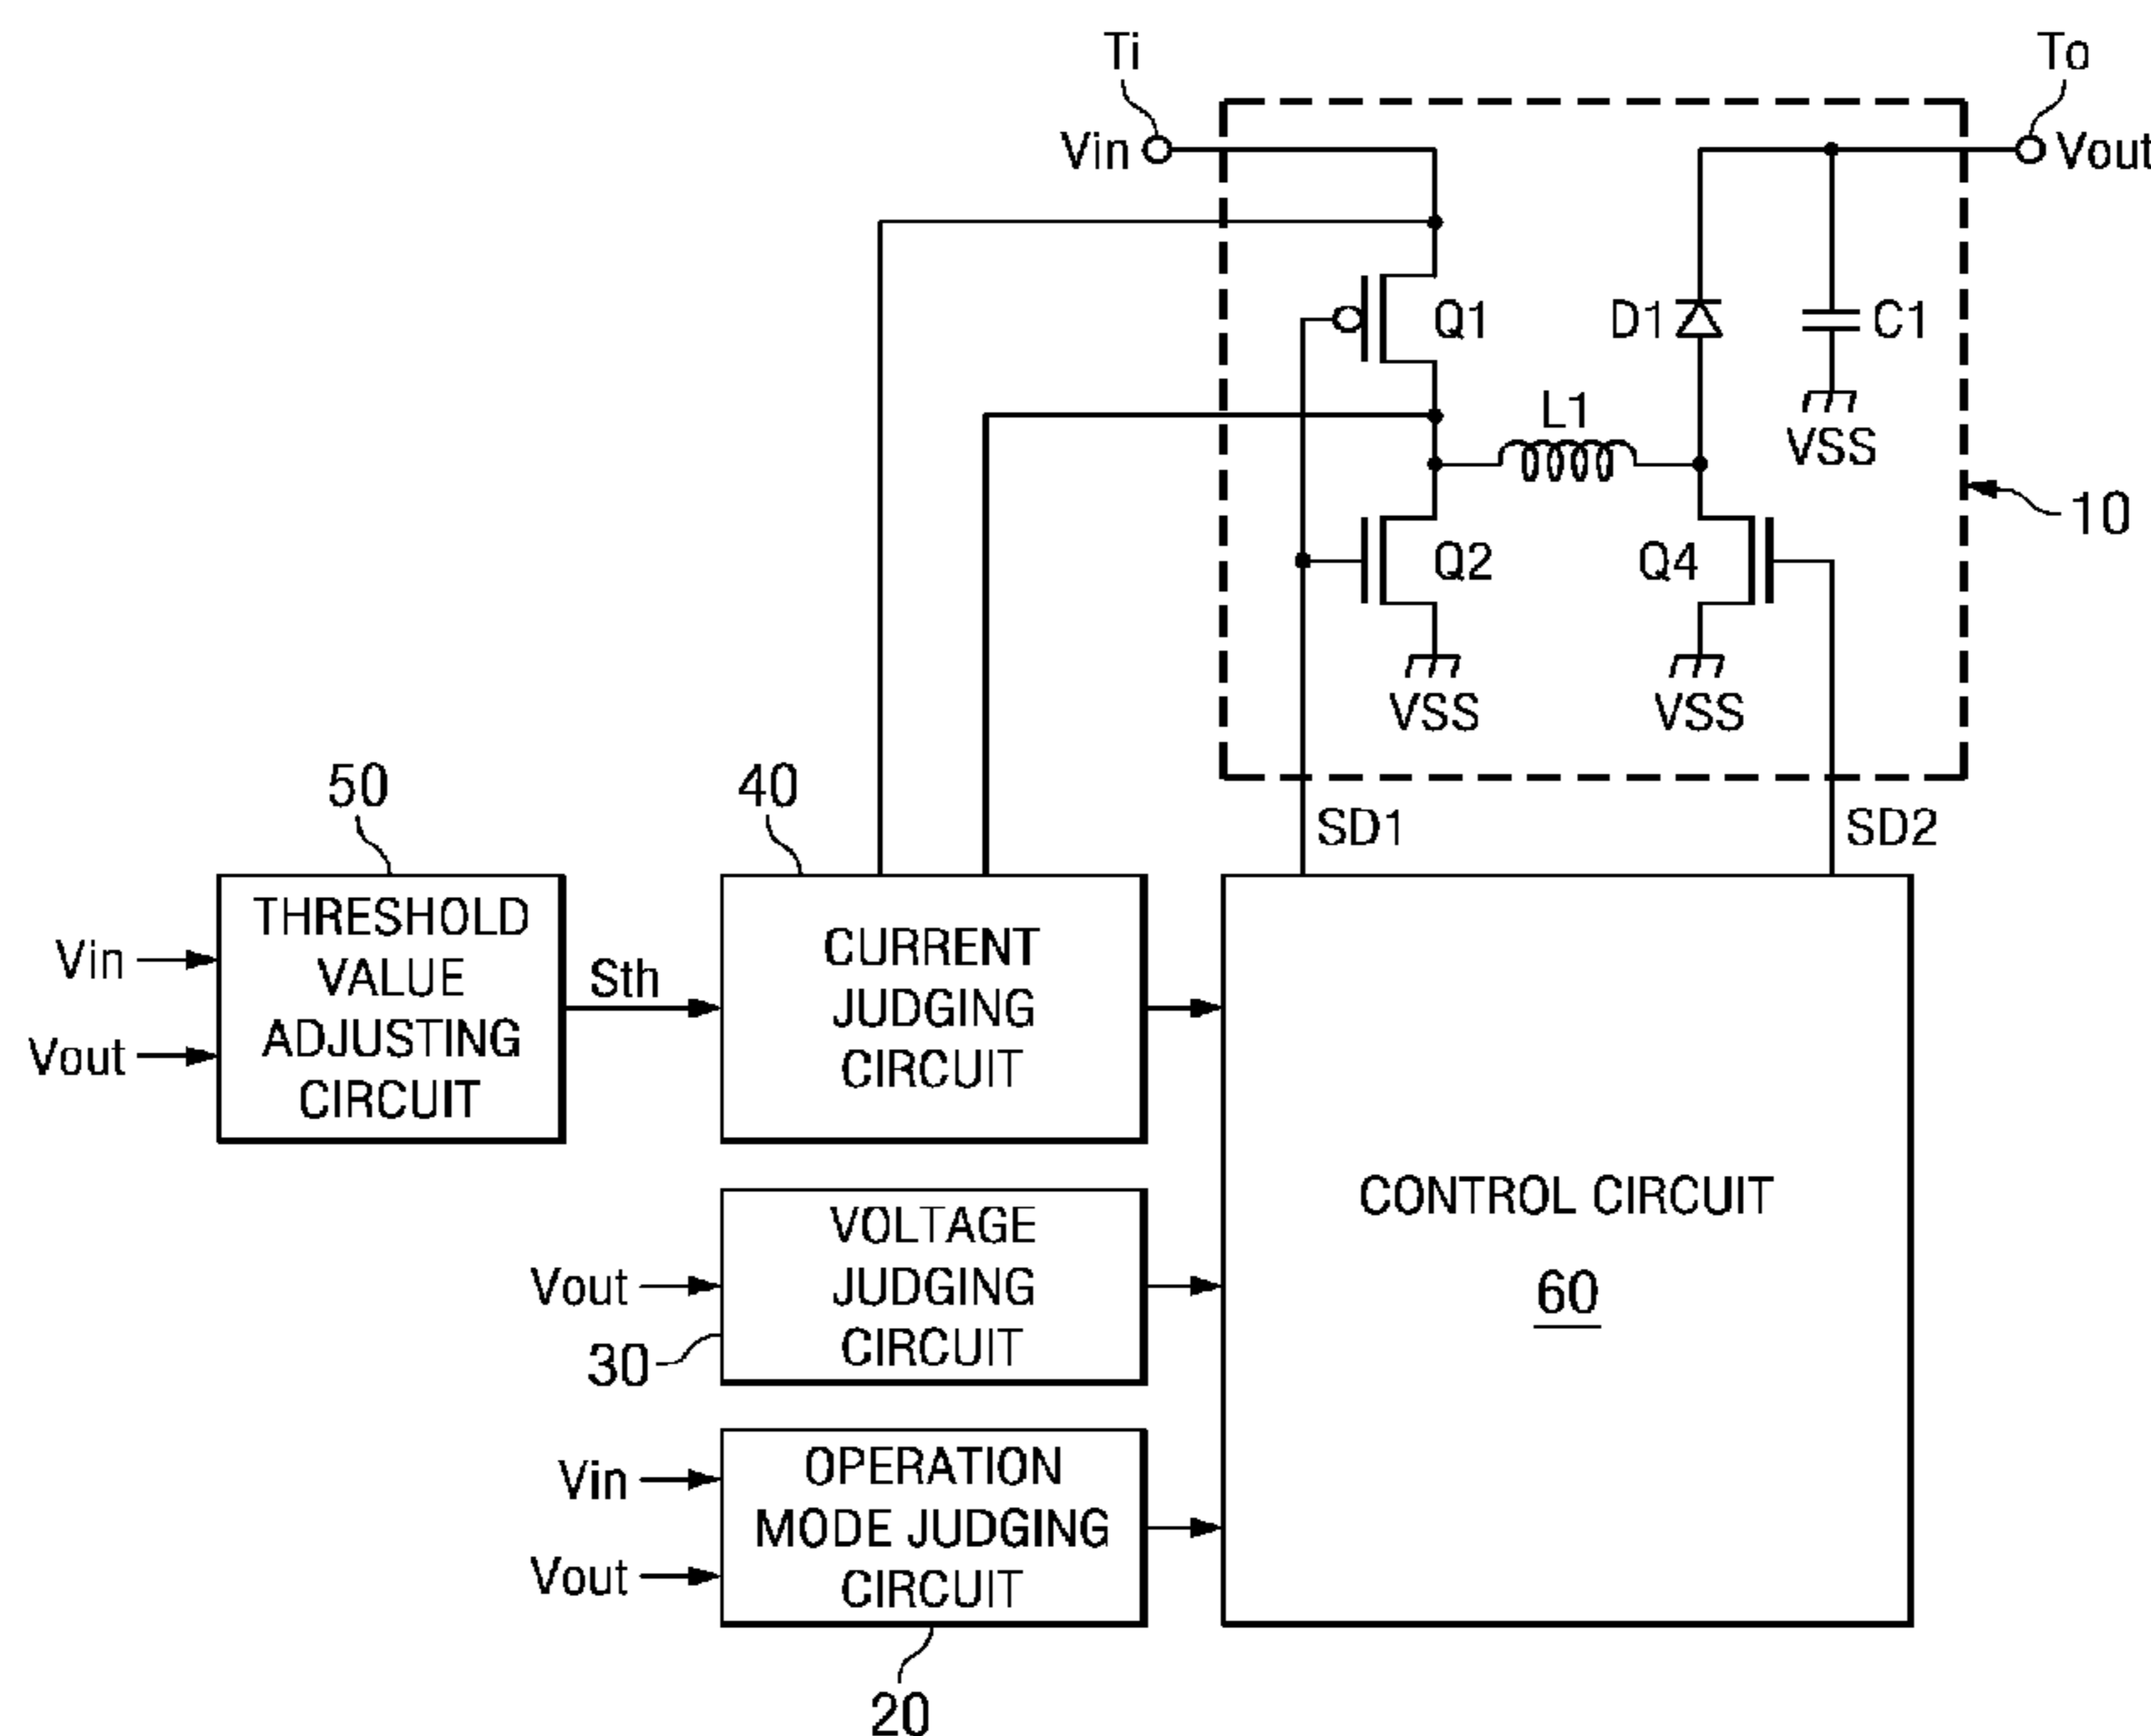 Ti
To
Vin
Vout
Q1
D1
C1
L1
VSS
10
Q2
Q4
VSS
VSS
50
40
SD1
SD2
THRESHOLD
VALUE
ADJUSTING
CIRCUIT
Vin
Vout
Sth
CURRENT
JUDGING
CIRCUIT
CONTROL CIRCUIT
60
VOLTAGE
JUDGING
CIRCUIT
Vout
30
OPERATION
MODE JUDGING
CIRCUIT
Vin
Vout
20